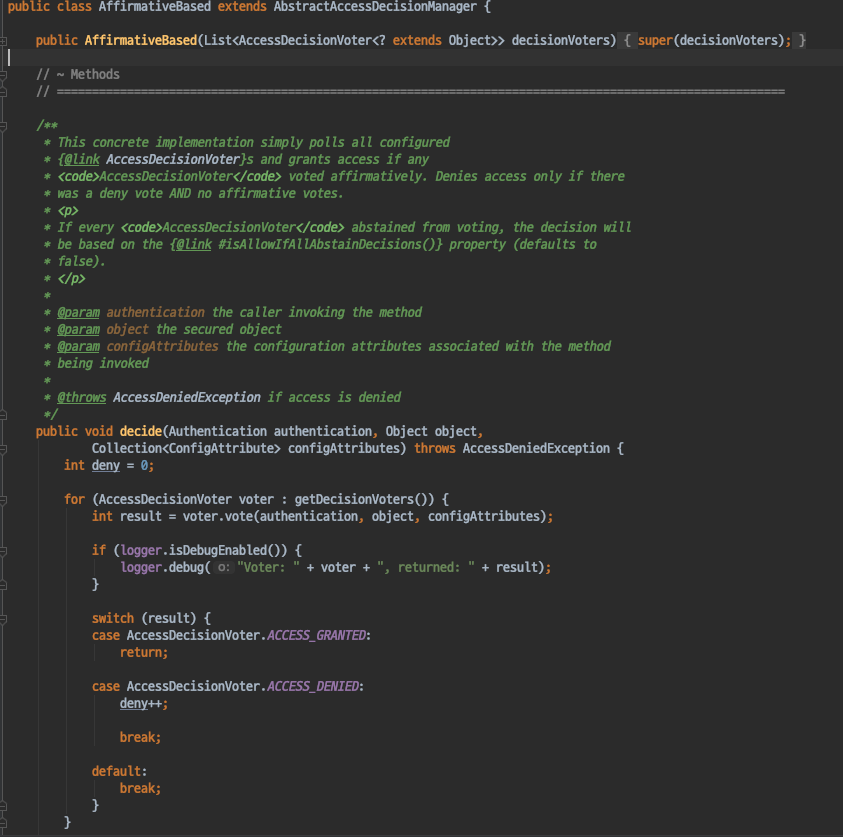 public class AffirmativeBased extends AbstractAccessDecisionManager {
public AffirmativeBased(List<AccessDecisionVoter<? extends Object>> decisionVoters) { super(decisionVoters); }
// ~ Methods
// ========================================================================================================
/**
* This concrete implementation simply polls all configured
* {@link AccessDecisionVoter}s and grants access if any
* <code>AccessDecisionVoter</code> voted affirmatively. Denies access only if there
* was a deny vote AND no affirmative votes.
* <p>
* If every <code>AccessDecisionVoter</code> abstained from voting, the decision will
* be based on the {@link #isAllowIfAllAbstainDecisions()} property (defaults to
* false).
* </p>
*
* @param authentication the caller invoking the method
* @param object the secured object
* @param configAttributes the configuration attributes associated with the method
* being invoked
*
* @throws AccessDeniedException if access is denied
*/
public void decide(Authentication authentication, Object object,
Collection<ConfigAttribute> configAttributes) throws AccessDeniedException {
int deny = 0;
for (AccessDecisionVoter voter : getDecisionVoters()) {
int result = voter.vote(authentication, object, configAttributes);
if (logger.isDebugEnabled()) {
logger.debug( o: "Voter: " + voter + ", returned: " + result);
}
switch (result) {
case AccessDecisionVoter.ACCESS_GRANTED:
return;
case AccessDecisionVoter.ACCESS_DENIED:
deny++;
break;
default:
break;
}
}